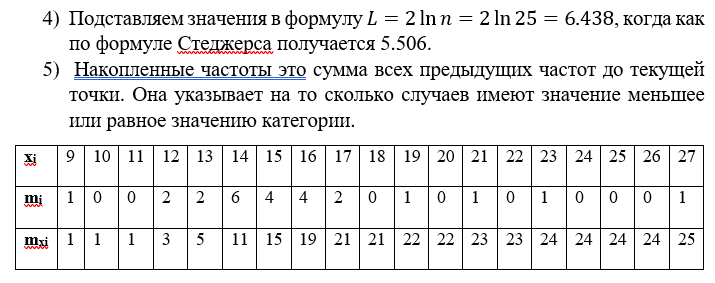 4) Подставляем значения в формулу L = 2 ln n = 2 ln 25 = 6.438, когда как
по формуле Стеджерса получается 5.506.
5) Накопленные частоты это сумма всех предыдущих частот до текущей
точки. Она указывает на то сколько случаев имеют значение меньшее
или равное значению категории.
xi 9 10 11 12 13 14 15 16 17 18 19 20 21 22 23 24 25 26 27
mi 1 0 0 2 2 6 4 4 2 0 1 0 1 0 1 0 0 0 1
mxi 1 1 1 3 5 11 15 19 21 21 22 22 23 23 24 24 24 24 25